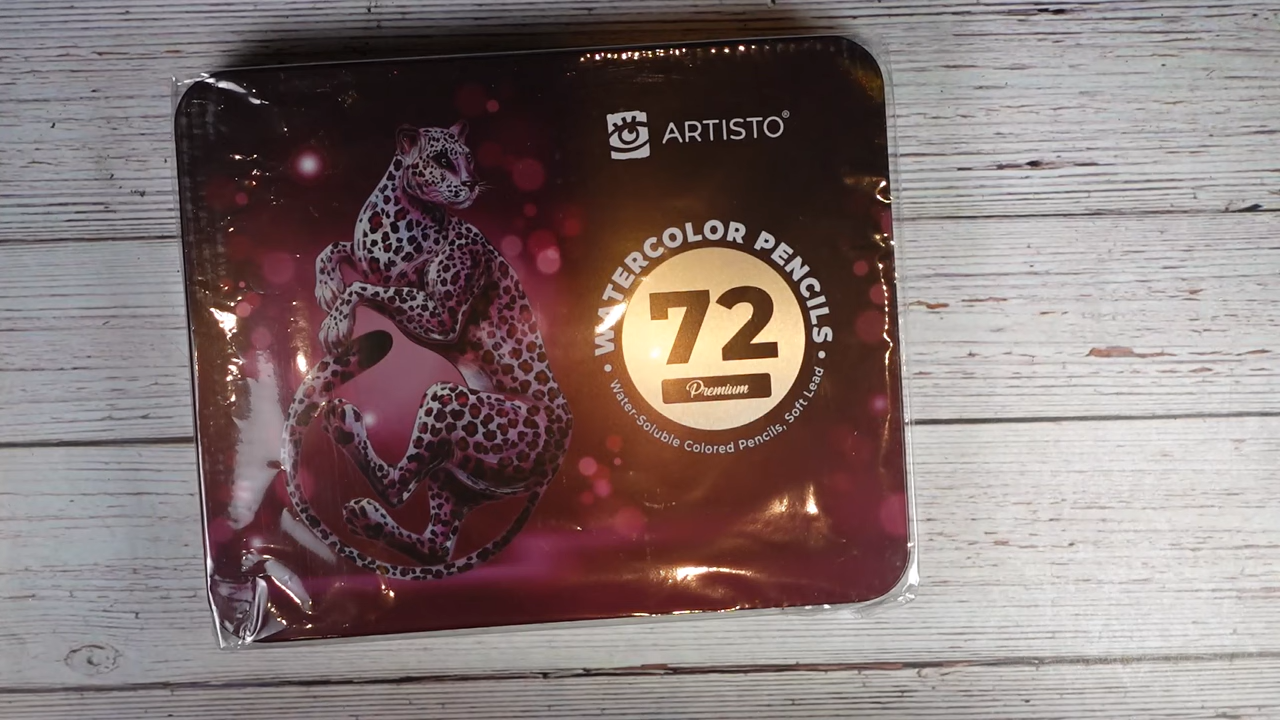 ARTISTO®
WATERCOLOR PENCILS
72
Premium
• Water-Soluble Colored Pencils, Soft Lead •